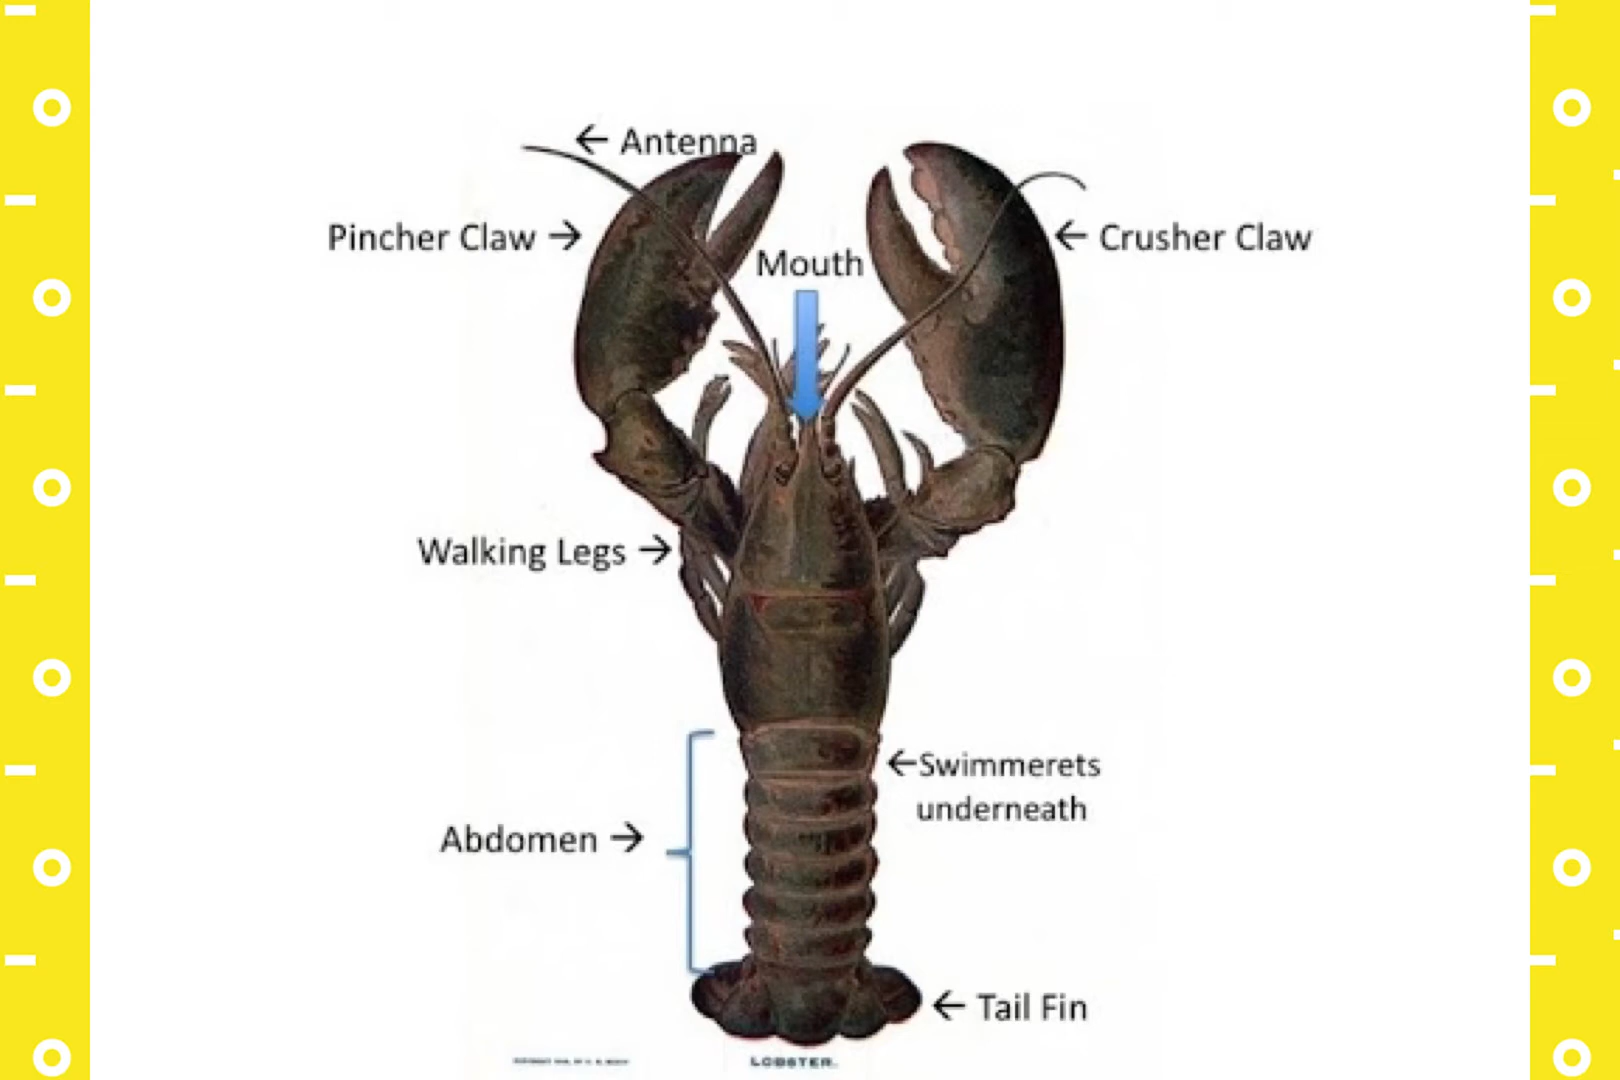 ← Antenna
Pincher Claw →
← Crusher Claw
Mouth
Walking Legs →
←Swimmerets
underneath
Abdomen →
← Tail Fin
LOBSTER.